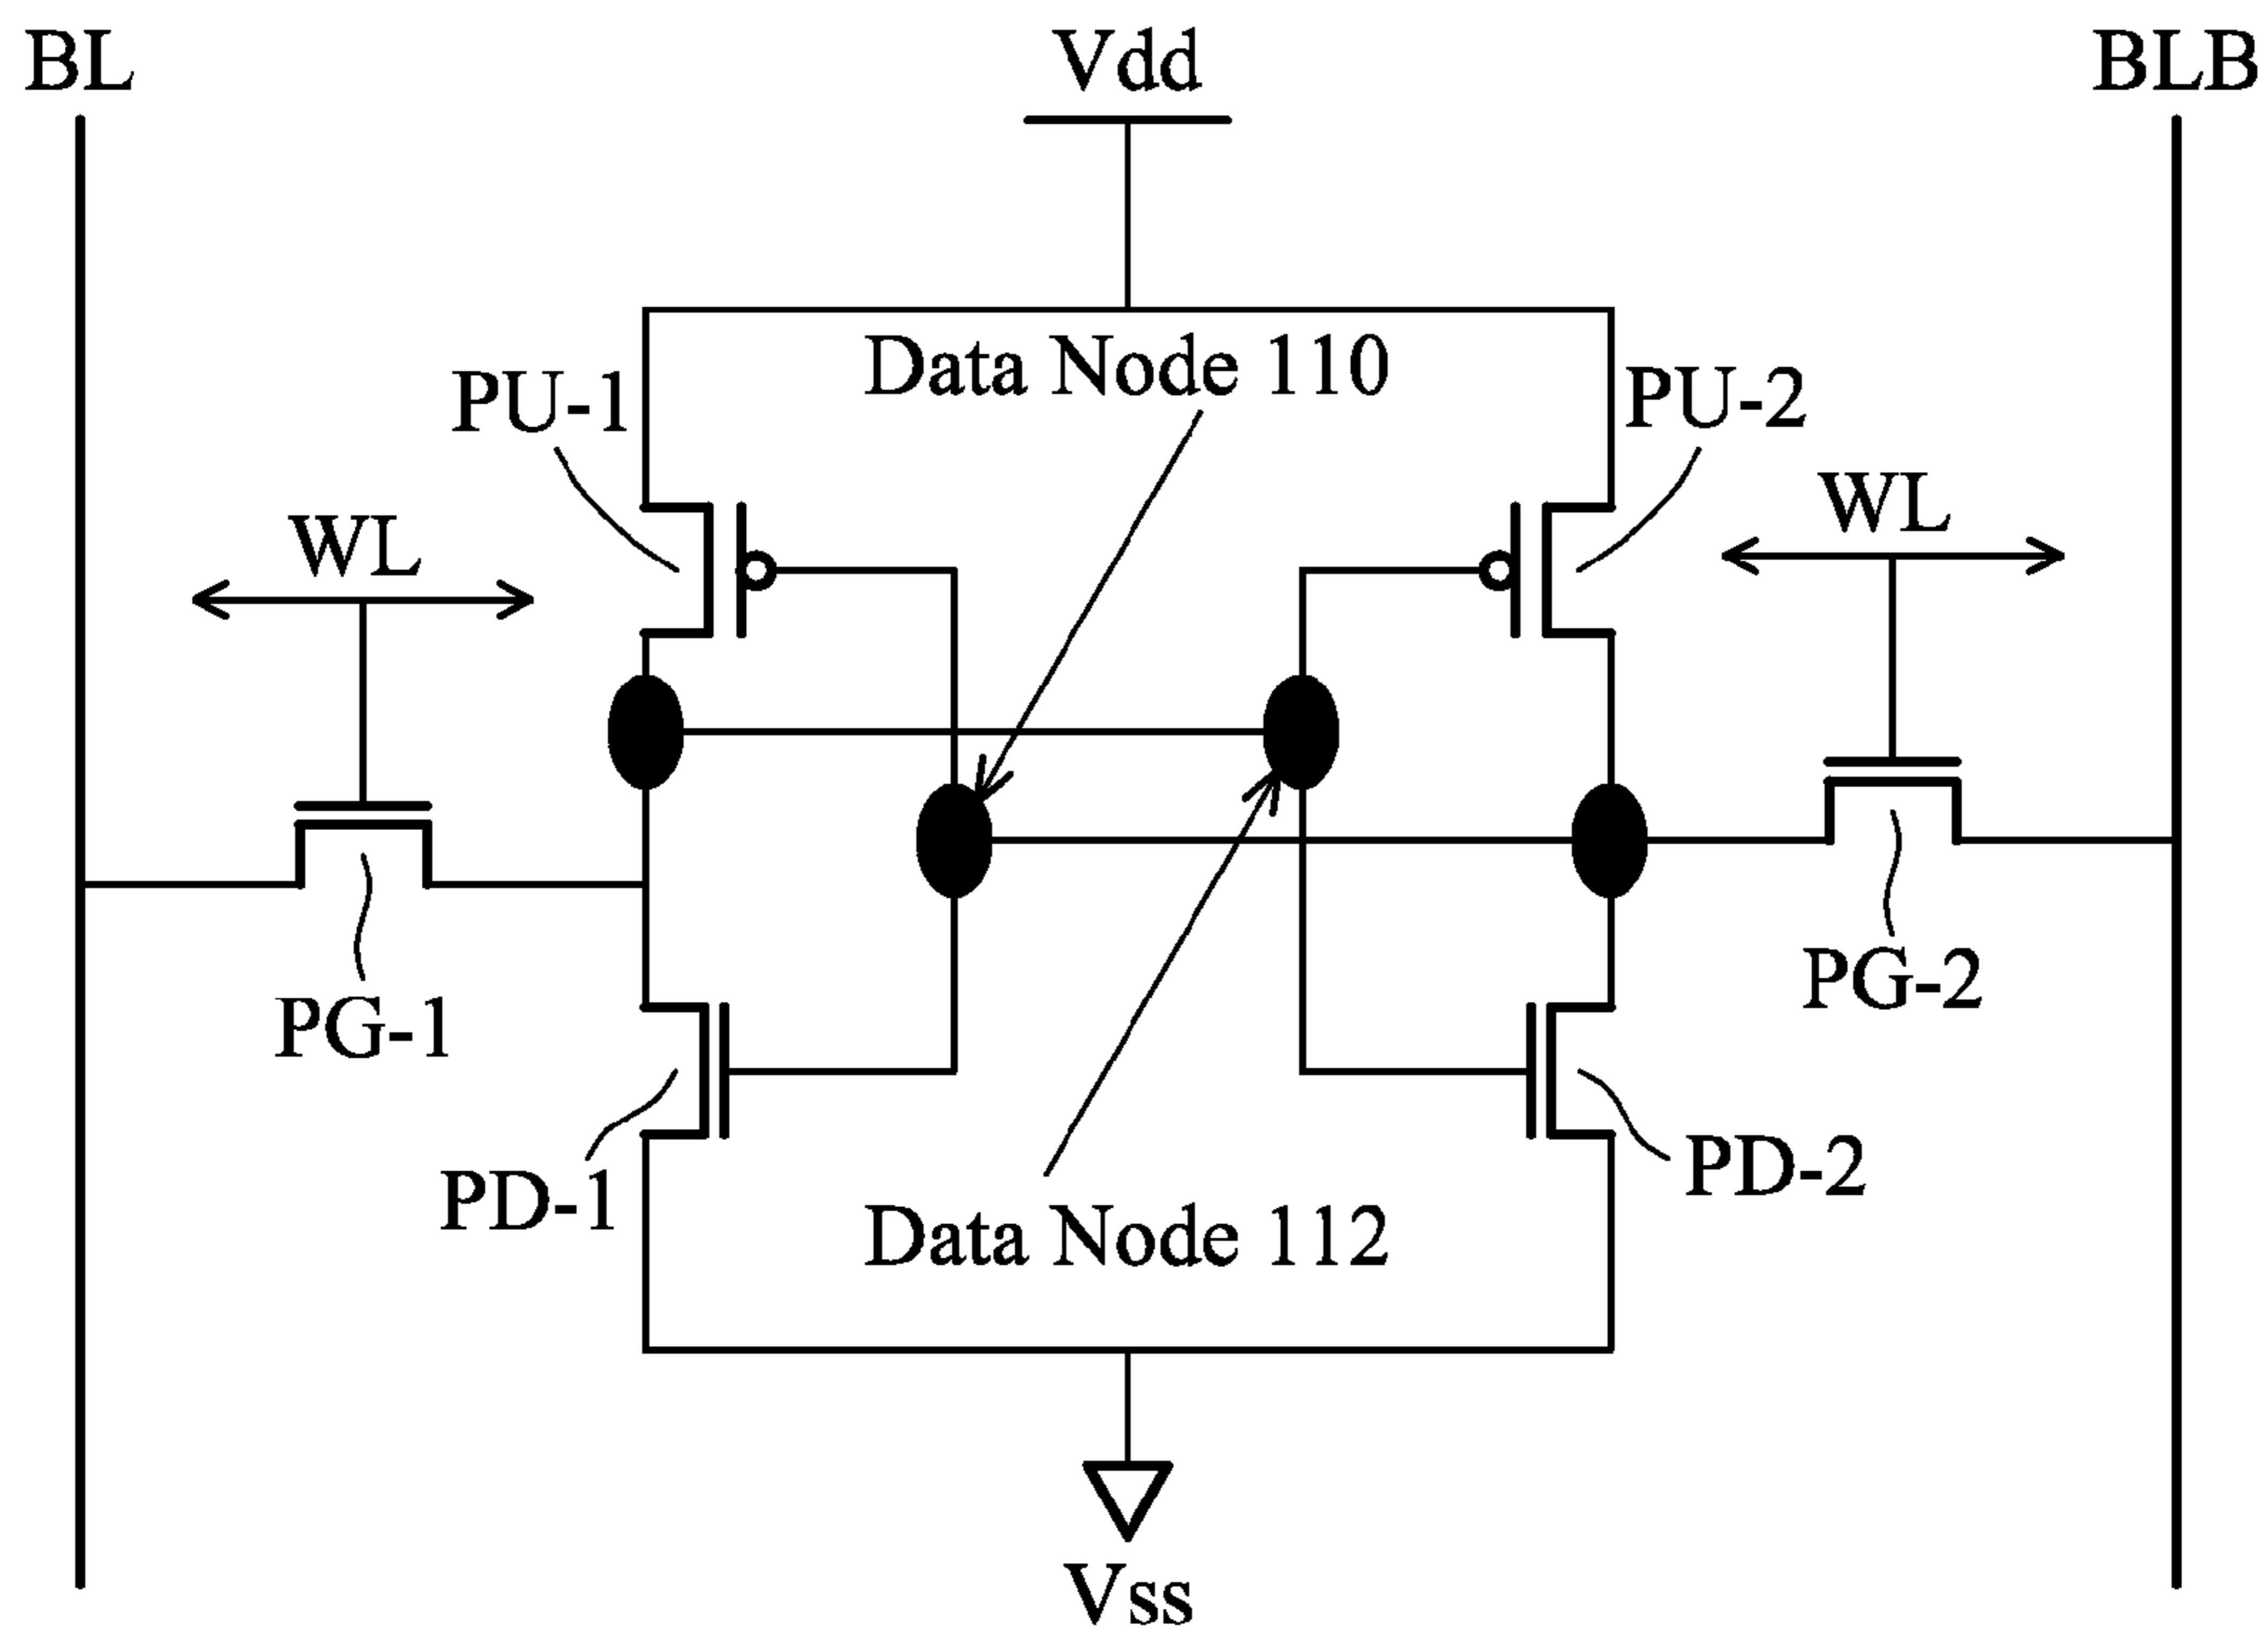 BL
Vdd
BLB
Data Node 110
PU-1
PU-2
WL
WL
PG-1
PG-2
PD-1
PD-2
Data Node 112
Vss